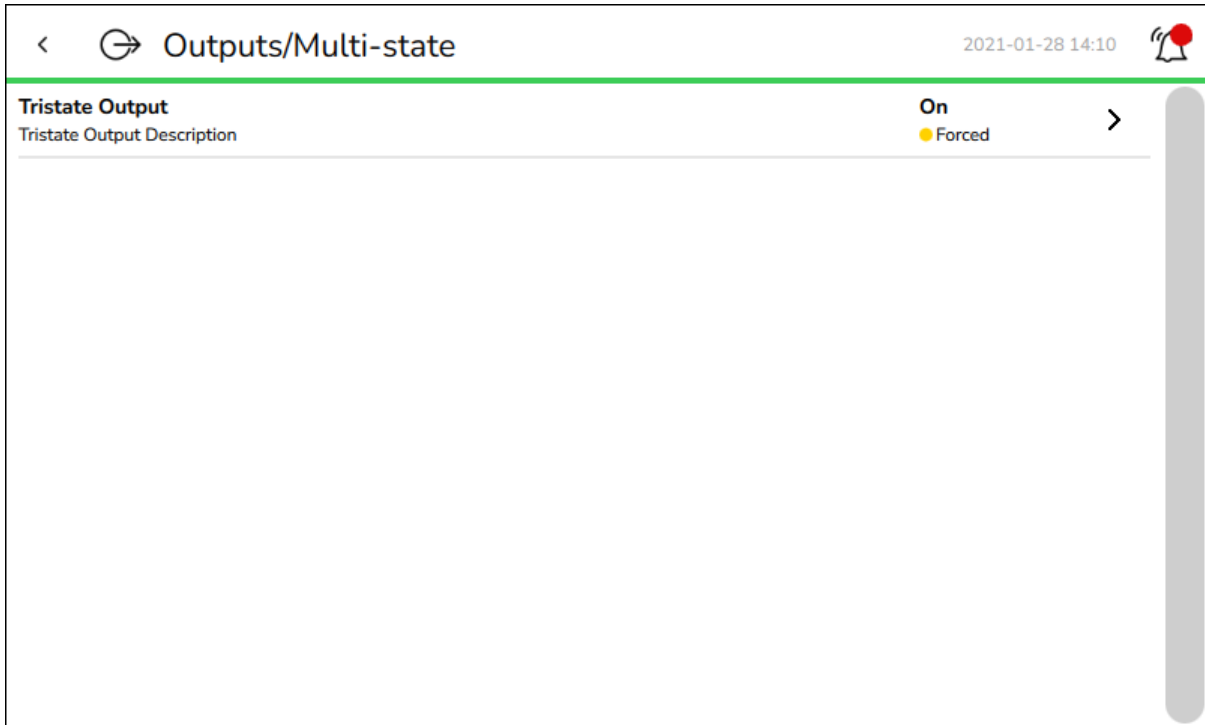 Outputs/Multi-state
2021-01-28 14:10
Tristate Output
On
Tristate Output Description
Forced